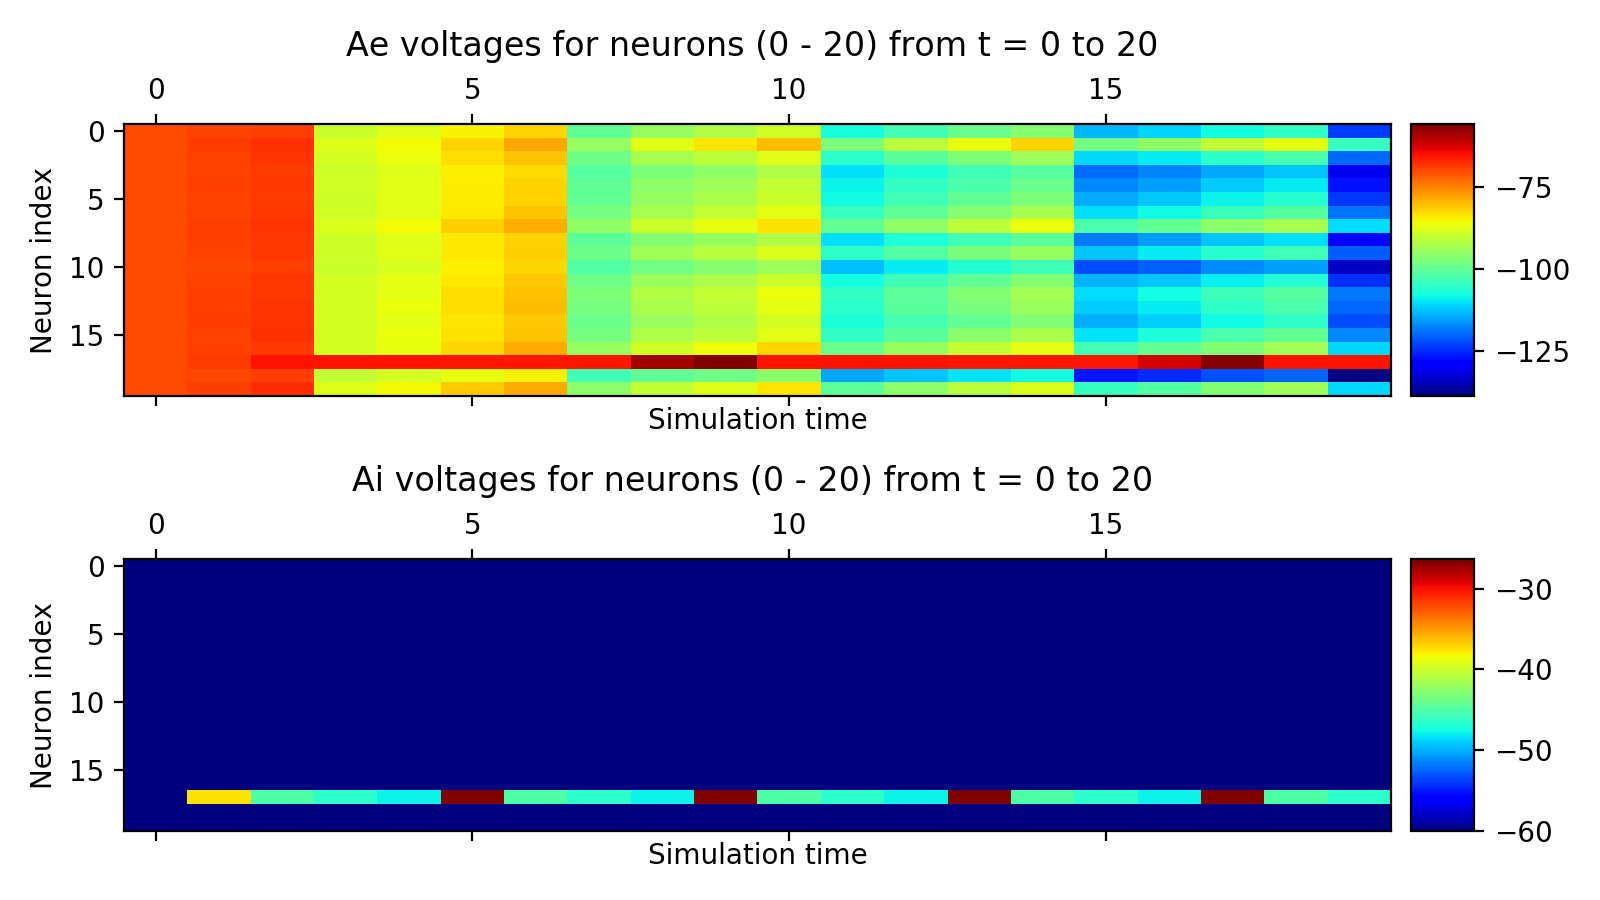 Ae voltages for neurons (0 - 20) from t = 0 to 20
0 5 10 15
Neuron index
0
5
10
15
Simulation time
−75
−100
−125
Ai voltages for neurons (0 - 20) from t = 0 to 20
0 5 10 15
Neuron index
0
5
10
15
Simulation time
−30
−40
−50
−60